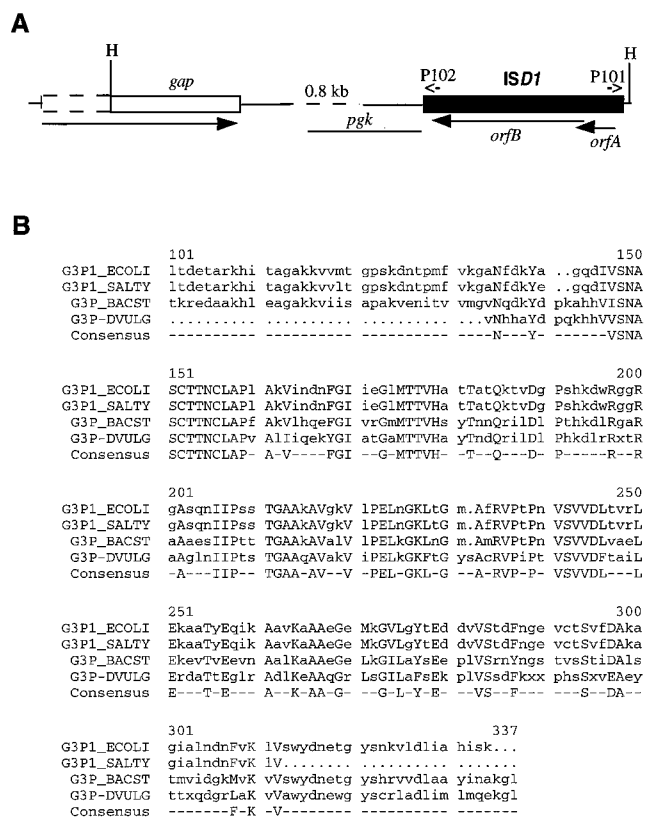 A
H
gap
0.8 kb
pgk
P102
ISD1
P101
H
orfB
orfA
B
101 150
G3P1_ECOLI ltdetarkhi tagakkvvmt gpskdntpmf vkgaNfdkYa .gqdIVSNA
G3P1_SALTY ltdetarkhi tagakkvvlt gpskdntpmf vkgaNfdkYa .gqdIVSNA
G3P_BACST tkredaakhl eagakkviis apakvenitv vmgvNqdkYd pkahhVISNA
G3P-DVULG .......... .......... .......... ...vNhhaYd pqkhhVVSNA
Consensus ---------- ---------- ---------- ----N---Y- ------VSNA
151 200
G3P1_ECOLI SCTTNCLAPl AkVindnFGI ieGlMTTVHa tTatQktvDg PshkdwRggR
G3P1_SALTY SCTTNCLAPl AkVindnFGI ieGlMTTVHa tTatQktvDg PshkdwRggR
G3P_BACST SCTTNCLAPf AkVlhqeFGI vrGmMTTVHs yTnnQrilDl PthkdlRgaR
G3P-DVULG SCTTNCLAPv AlIiqekYGI atGaMTTVHa yTndQrilDl PhkdlrRxtR
Consensus SCTTNCLAP- A-V----FGI --G-MTTVH- -T--Q---D- P-----R--R
201 250
G3P1_ECOLI gAsqnIIPss TGAAkAVgkV lPELnGKLtG m.AfRVPtPn VSVVDLtvrL
G3P1_SALTY gAsqnIIPss TGAAkAVgkV lPELnGKLtG m.AfRVPtPn VSVVDLtvrL
G3P_BACST aAaesIIPtt TGAAkAValV lPELkGKLnG m.AmRVPtPn VSVVDLvaeL
G3P-DVULG aAglnIIPts TGAAqAVakV iPELkGKFtG ysAcRVPiPt VSVVDFtaiL
Consensus -A---IIP-- TGAA-AV--V -PEL-GKL-G --A-RVP-P- VSVVDL---L
251 300
G3P1_ECOLI EkaaTyEqik AavKaAAeGe MkGVLgYtEd dvVStdFnge vctSvfDAka
G3P1_SALTY EkaaTyEqik AavKaAAeGe MkGVLgYtEd dvVStdFnge vctSvfDAka
G3P_BACST EkevTvEevn AalKaAAeGe LkGILaYsEe plVSrnYngs tvsStiDAls
G3P-DVULG ErdaTtEglr AdlKeAAqGr LsGILaFsEk plVSsdFkxx phsSxvEAey
Consensus E---T-E--- A--K-AA-G- --G-L-Y-E- --VS--F--- ---S--DA--
301 337
G3P1_ECOLI gialndnFvK lVswydnetg ysnkvldlia hisk...
G3P1_SALTY gialndnFvK lV........ .......... .......
G3P_BACST tmvidgkMvK vVswydnetg yshrvvdlaa yinakgl
G3P-DVULG ttxqdgrLaK vVawydnewg yscrladlim lmqekgl
Consensus -------F-K -V-------- ---------- -------